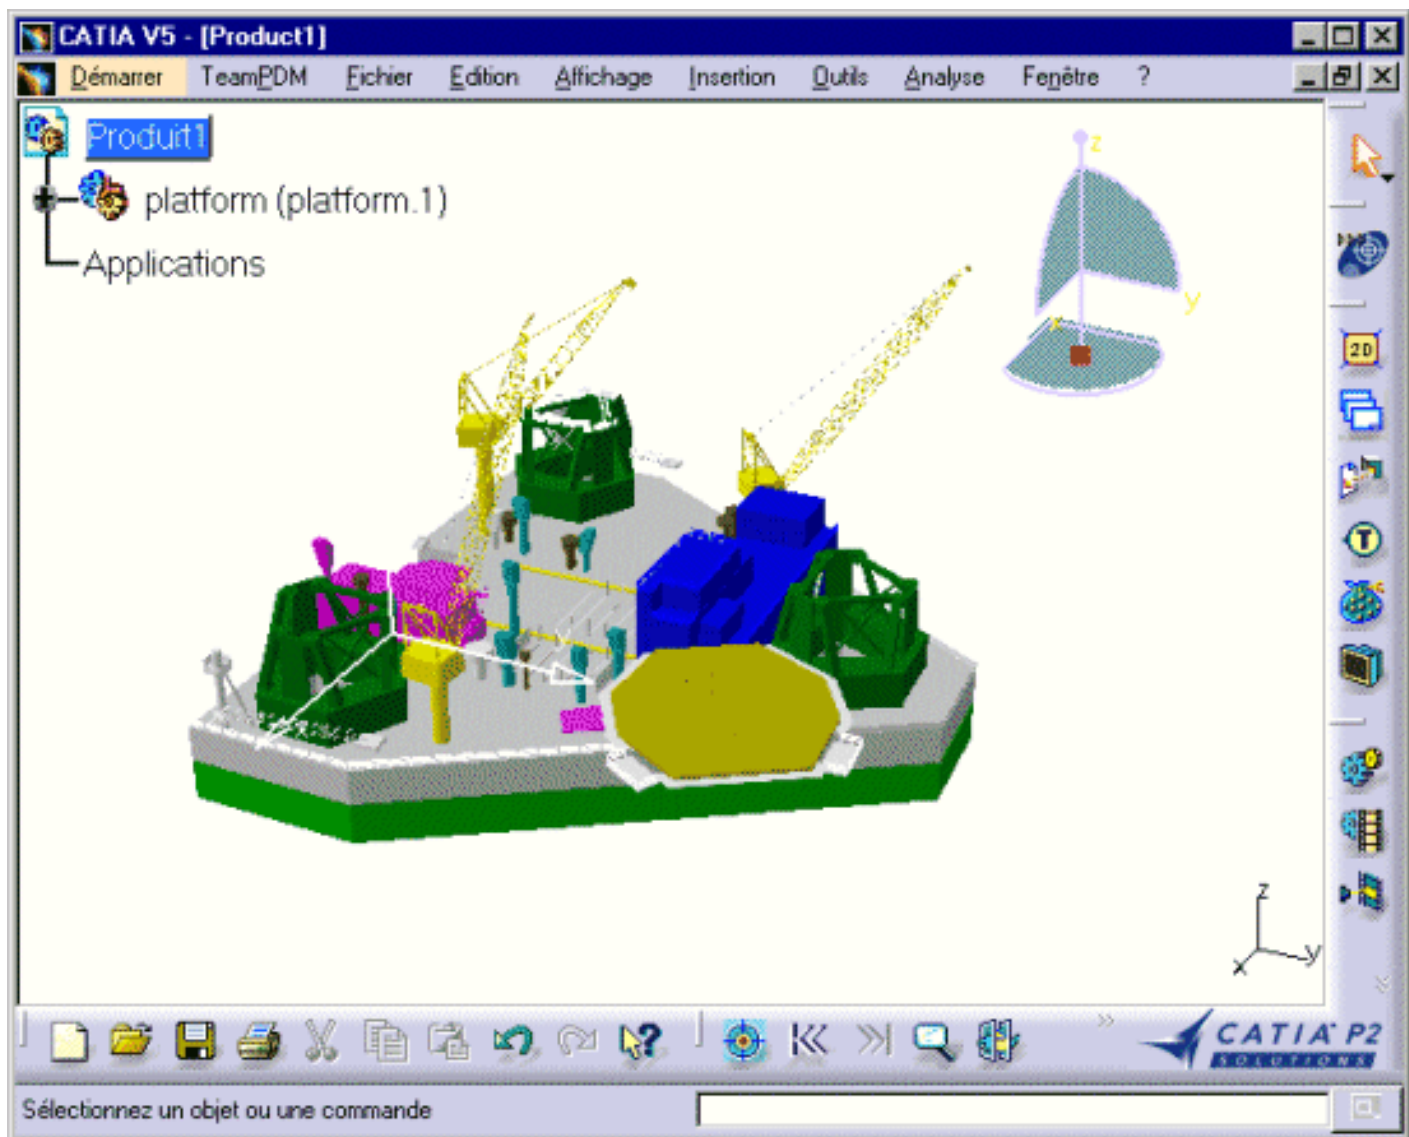 CATIA V5 - [Product1]
Démarrer TeamPDM Fichier Edition Affichage Insertion Outils Analyse Fenêtre ?
Produit1
platform (platform.1)
Applications
z
y
x
2D
T
z
y
x
CATIA P2
SOLUTIONS
Sélectionnez un objet ou une commande